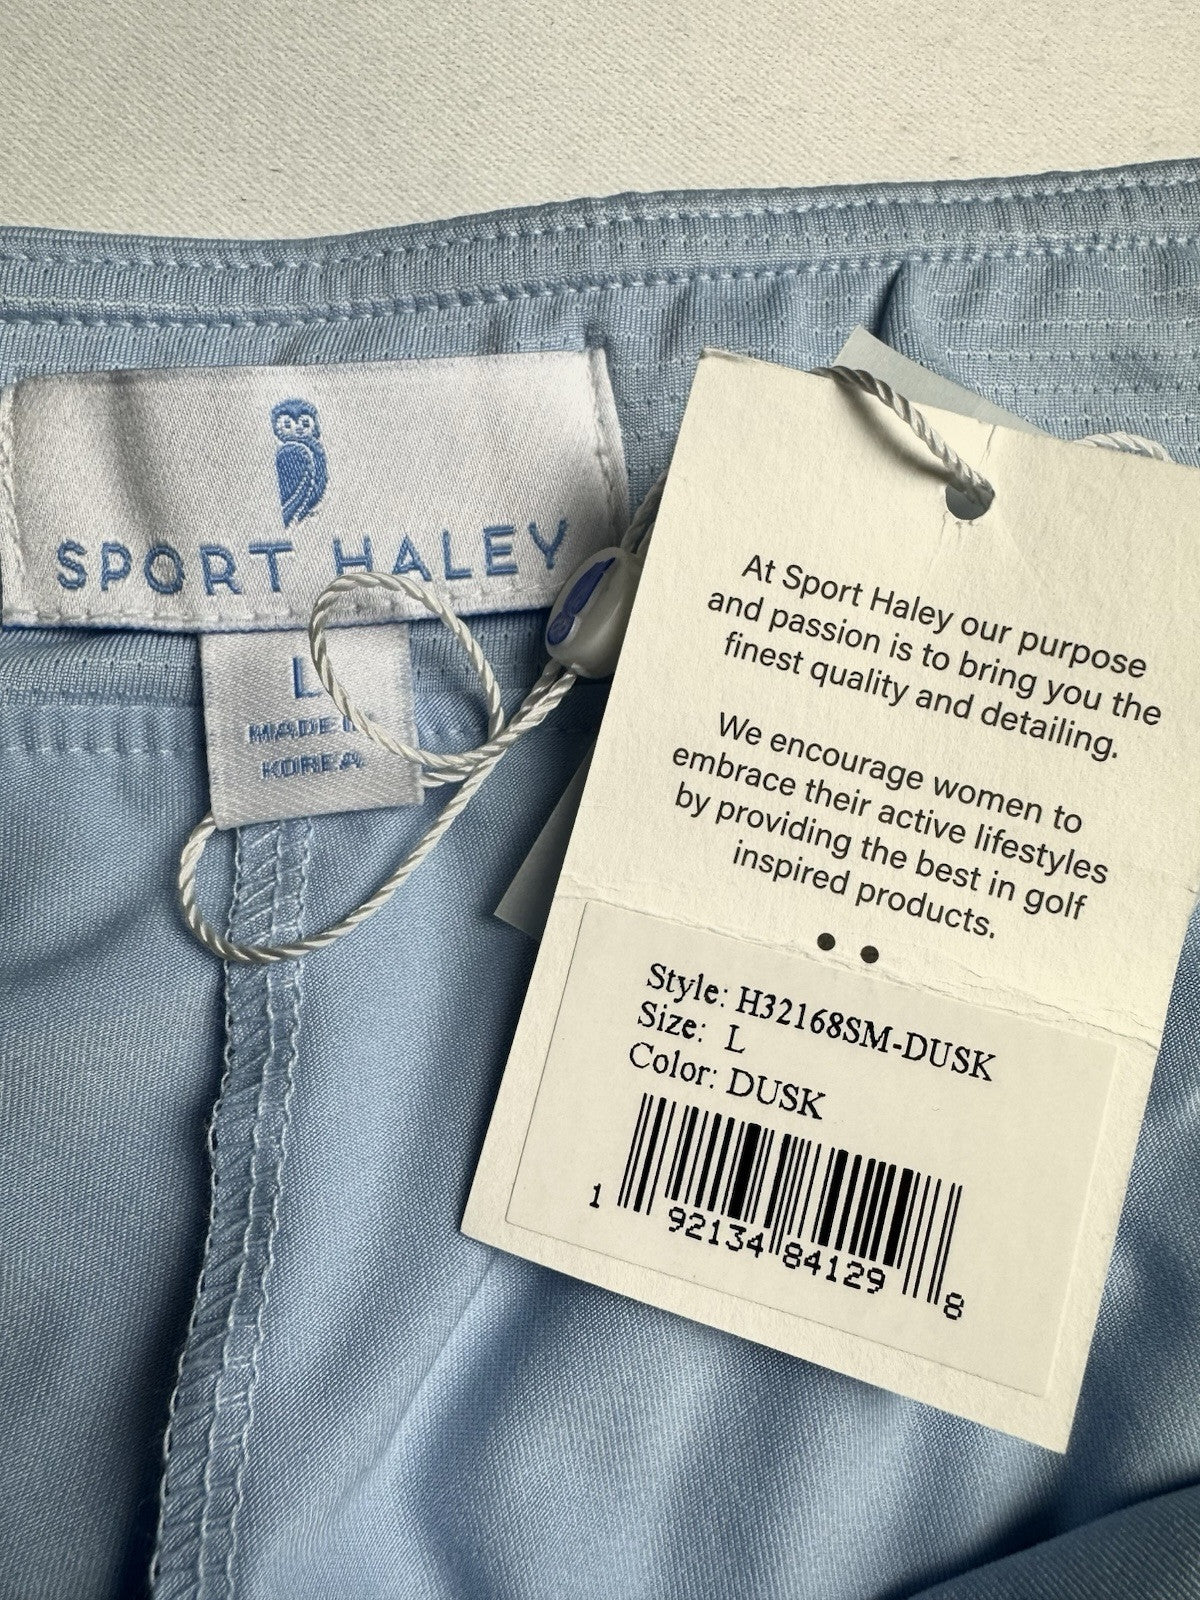 SPORT HALEY
L
MADE IN
KOREA
At Sport Haley our purpose
and passion is to bring you the
finest quality and detailing.
We encourage women to
embrace their active lifestyles
by providing the best in golf
inspired products.
Style: H32168SM-DUSK
Size: L
Color: DUSK
1 92134 84129 8